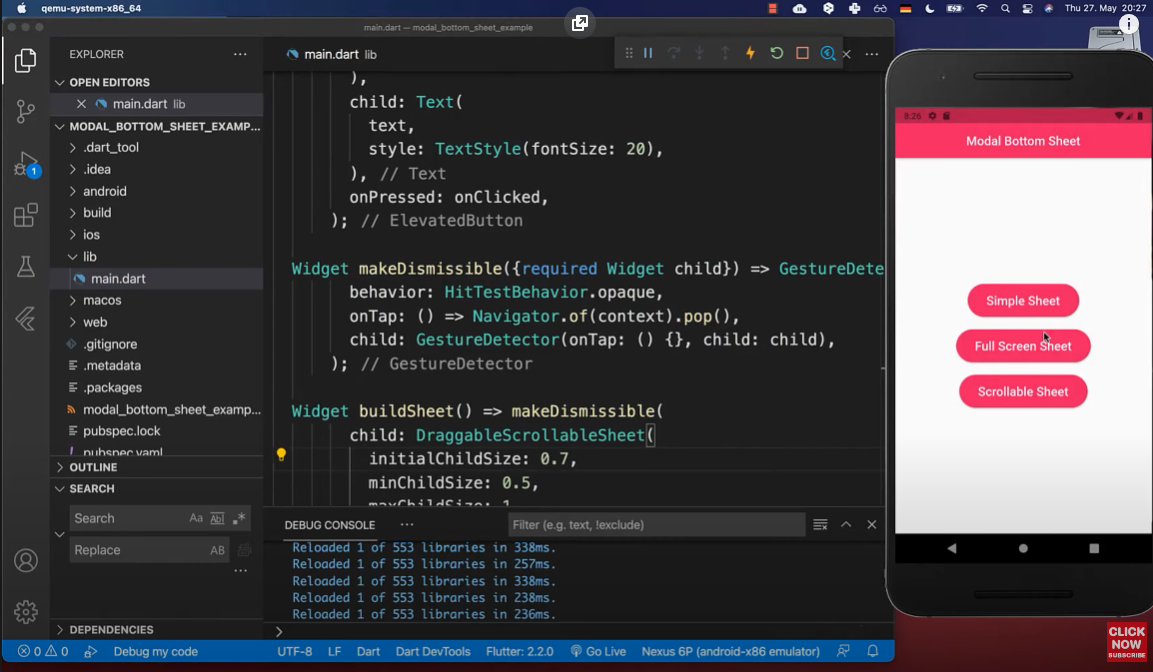 qemu-system-x86_64
Thu 27. May 20:27
main.dart — modal_bottom_sheet_example
EXPLORER
OPEN EDITORS
main.dart lib
MODAL_BOTTOM_SHEET_EXAMP...
.dart_tool
.idea
android
build
ios
lib
main.dart
macos
web
.gitignore
.metadata
.packages
modal_bottom_sheet_examp...
pubspec.lock
pubspec.yaml
OUTLINE
SEARCH
Search
Aa Abl .*
Replace
AB
DEPENDENCIES
1
main.dart lib
),
child: Text(
text,
style: TextStyle(fontSize: 20),
), // Text
onPressed: onClicked,
); // ElevatedButton
Widget makeDismissible({required Widget child}) => GestureDete
behavior: HitTestBehavior.opaque,
onTap: () => Navigator.of(context).pop(),
child: GestureDetector(onTap: () {}, child: child),
); // GestureDetector
Widget buildSheet() => makeDismissible(
child: DraggableScrollableSheet(
initialChildSize: 0.7,
minChildSize: 0.5,
maxChildSize: 1
DEBUG CONSOLE
Filter (e.g. text, !exclude)
Reloaded 1 of 553 libraries in 338ms.
Reloaded 1 of 553 libraries in 257ms.
Reloaded 1 of 553 libraries in 338ms.
Reloaded 1 of 553 libraries in 238ms.
Reloaded 1 of 553 libraries in 236ms.
0 0 Debug my code UTF-8 LF Dart Dart DevTools Flutter: 2.2.0 Go Live Nexus 6P (android-x86 emulator)
8:26
Modal Bottom Sheet
Simple Sheet
Full Screen Sheet
Scrollable Sheet
CLICK
NOW
SUBSCRIBE